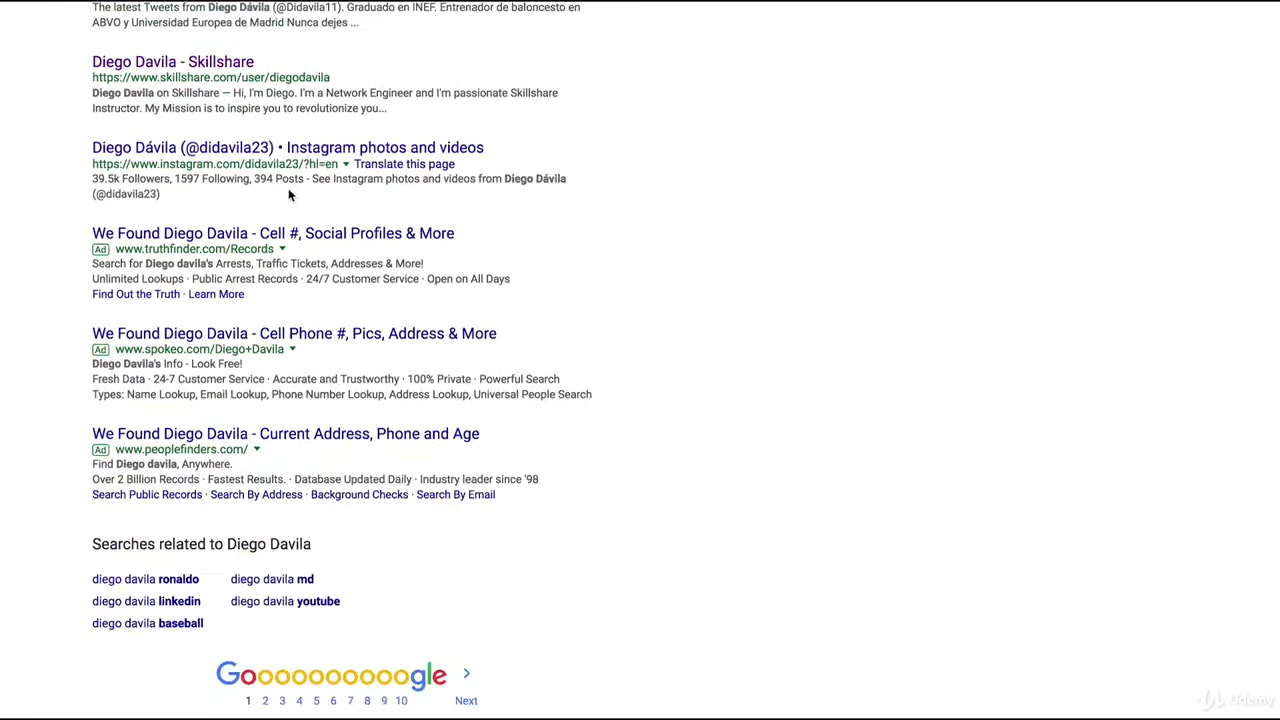 The latest Tweets from Diego Dávila (@Didavila11). Graduado en INEF. Entrenador de baloncesto en
ABVO y Universidad Europea de Madrid Nunca dejes ...
Diego Davila - Skillshare
https://www.skillshare.com/user/diegodavila
Diego Davila on Skillshare — Hi, I'm Diego. I'm a Network Engineer and I'm passionate Skillshare
Instructor. My Mission is to inspire you to revolutionize you...
Diego Dávila (@didavila23) • Instagram photos and videos
https://www.instagram.com/didavila23/?hl=en ▼ Translate this page
39.5k Followers, 1597 Following, 394 Posts - See Instagram photos and videos from Diego Dávila
(@didavila23)
We Found Diego Davila - Cell #, Social Profiles & More
Ad www.truthfinder.com/Records ▼
Search for Diego davila's Arrests, Traffic Tickets, Addresses & More!
Unlimited Lookups · Public Arrest Records · 24/7 Customer Service · Open on All Days
Find Out the Truth · Learn More
We Found Diego Davila - Cell Phone #, Pics, Address & More
Ad www.spokeo.com/Diego+Davila ▼
Diego Davila's Info - Look Free!
Fresh Data · 24-7 Customer Service · Accurate and Trustworthy · 100% Private · Powerful Search
Types: Name Lookup, Email Lookup, Phone Number Lookup, Address Lookup, Universal People Search
We Found Diego Davila - Current Address, Phone and Age
Ad www.peoplefinders.com/ ▼
Find Diego davila, Anywhere.
Over 2 Billion Records · Fastest Results. · Database Updated Daily · Industry leader since '98
Search Public Records · Search By Address · Background Checks · Search By Email
Searches related to Diego Davila
diego davila ronaldo diego davila md
diego davila linkedin diego davila youtube
diego davila baseball
Goooooooooogle >
1 2 3 4 5 6 7 8 9 10 Next
Udemy